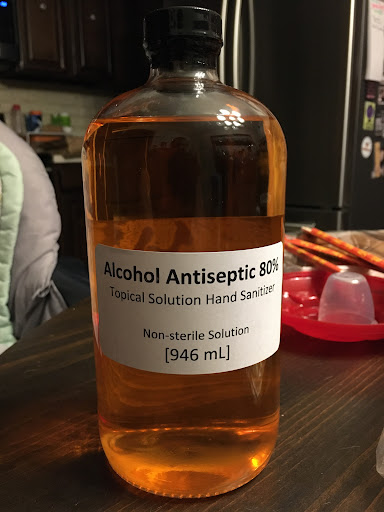 Alcohol Antiseptic 80%
Topical Solution Hand Sanitizer
Non-sterile Solution
[946 mL]